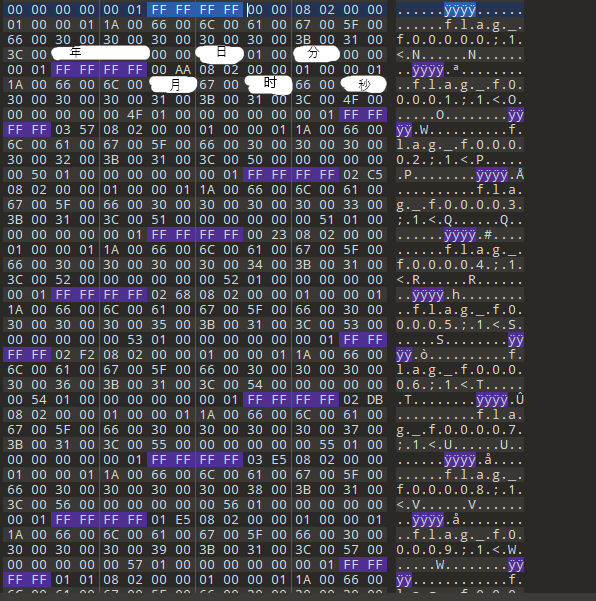 00 00 00 00 00 01 FF FF FF FF 00 00 08 02 00 00 ......ÿÿÿÿ......
01 00 00 01 1A 00 66 00 6C 00 61 00 67 00 5F 00 ......f.l.a.g._.
66 00 30 00 30 00 30 00 30 00 30 00 3B 00 31 00 f.0.0.0.0.0.;.1.
3C 00 年 00 00 日 00 00 分 00 00
00 01 FF FF FF FF 00 AA 08 02 00 00 01 00 00 01 ..ÿÿÿÿ.ª........
1A 00 66 00 6C 00 月 67 00 时 66 00 秒 ..f.l.a.g._.f.0.
30 00 30 00 30 00 31 00 3B 00 31 00 3C 00 4F 00 0.0.0.1.;.1.<.O.
00 00 00 00 00 4F 01 00 00 00 00 00 00 01 FF FF .....O........ÿÿ
FF FF 03 57 08 02 00 00 01 00 00 01 1A 00 66 00 ÿÿ.W..........f.
6C 00 61 00 67 00 5F 00 66 00 30 00 30 00 30 00 l.a.g._.f.0.0.0.
30 00 32 00 3B 00 31 00 3C 00 50 00 00 00 00 00 0.2.;.1.<.P.....
00 50 01 00 00 00 00 00 00 01 FF FF FF FF 02 C5 .P........ÿÿÿÿ.Å
08 02 00 00 01 00 00 01 1A 00 66 00 6C 00 61 00 ..........f.l.a.
67 00 5F 00 66 00 30 00 30 00 30 00 30 00 33 00 g._.f.0.0.0.0.3.
3B 00 31 00 3C 00 51 00 00 00 00 00 00 51 01 00 ;.1.<.Q......Q..
00 00 00 00 00 01 FF FF FF FF 00 23 08 02 00 00 ......ÿÿÿÿ.#....
01 00 00 01 1A 00 66 00 6C 00 61 00 67 00 5F 00 ......f.l.a.g._.
66 00 30 00 30 00 30 00 30 00 34 00 3B 00 31 00 f.0.0.0.0.4.;.1.
3C 00 52 00 00 00 00 00 00 52 01 00 00 00 00 00 <.R......R......
00 01 FF FF FF FF 02 68 08 02 00 00 01 00 00 01 ..ÿÿÿÿ.h........
1A 00 66 00 6C 00 61 00 67 00 5F 00 66 00 30 00 ..f.l.a.g._.f.0.
30 00 30 00 30 00 35 00 3B 00 31 00 3C 00 53 00 0.0.0.5.;.1.<.S.
00 00 00 00 00 53 01 00 00 00 00 00 00 01 FF FF .....S........ÿÿ
FF FF 02 F2 08 02 00 00 01 00 00 01 1A 00 66 00 ÿÿ.ò..........f.
6C 00 61 00 67 00 5F 00 66 00 30 00 30 00 30 00 l.a.g._.f.0.0.0.
30 00 36 00 3B 00 31 00 3C 00 54 00 00 00 00 00 0.6.;.1.<.T.....
00 54 01 00 00 00 00 00 00 01 FF FF FF FF 02 DB .T........ÿÿÿÿ.Û
08 02 00 00 01 00 00 01 1A 00 66 00 6C 00 61 00 ..........f.l.a.
67 00 5F 00 66 00 30 00 30 00 30 00 30 00 37 00 g._.f.0.0.0.0.7.
3B 00 31 00 3C 00 55 00 00 00 00 00 00 55 01 00 ;.1.<.U......U..
00 00 00 00 00 01 FF FF FF FF 03 E5 08 02 00 00 ......ÿÿÿÿ.å....
01 00 00 01 1A 00 66 00 6C 00 61 00 67 00 5F 00 ......f.l.a.g._.
66 00 30 00 30 00 30 00 30 00 38 00 3B 00 31 00 f.0.0.0.0.8.;.1.
3C 00 56 00 00 00 00 00 00 56 01 00 00 00 00 00 <.V......V......
00 01 FF FF FF FF 01 E5 08 02 00 00 01 00 00 01 ..ÿÿÿÿ.å........
1A 00 66 00 6C 00 61 00 67 00 5F 00 66 00 30 00 ..f.l.a.g._.f.0.
30 00 30 00 30 00 39 00 3B 00 31 00 3C 00 57 00 0.0.0.9.;.1.<.W.
00 00 00 00 00 57 01 00 00 00 00 00 00 01 FF FF .....W........ÿÿ
FF FF 01 01 08 02 00 00 01 00 00 01 1A 00 66 00 ÿÿ............f.